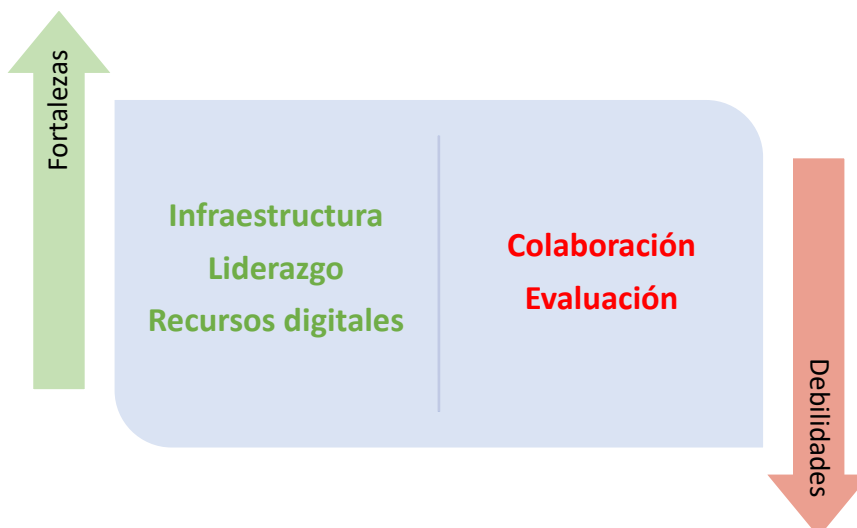 Fortalezas
Infraestructura
Liderazgo
Recursos digitales
Colaboración
Evaluación
Debilidades